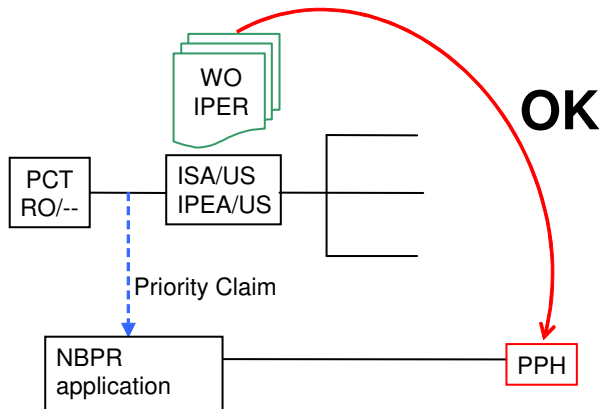 WO
IPER
OK
PCT
RO/--
ISA/US
IPEA/US
Priority Claim
NBPR
application
PPH